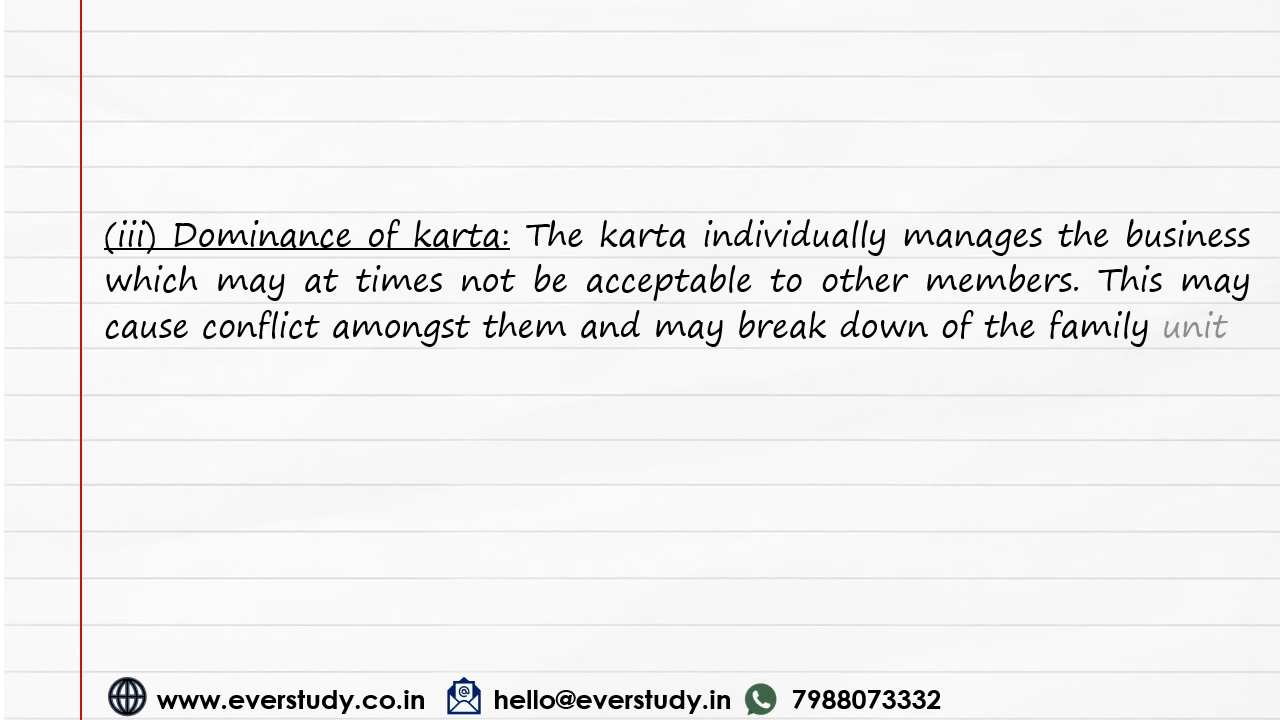 (iii) Dominance of karta: The karta individually manages the business
which may at times not be acceptable to other members. This may
cause conflict amongst them and may break down of the family unit
www.everstudy.co.in hello@everstudy.in 7988073332